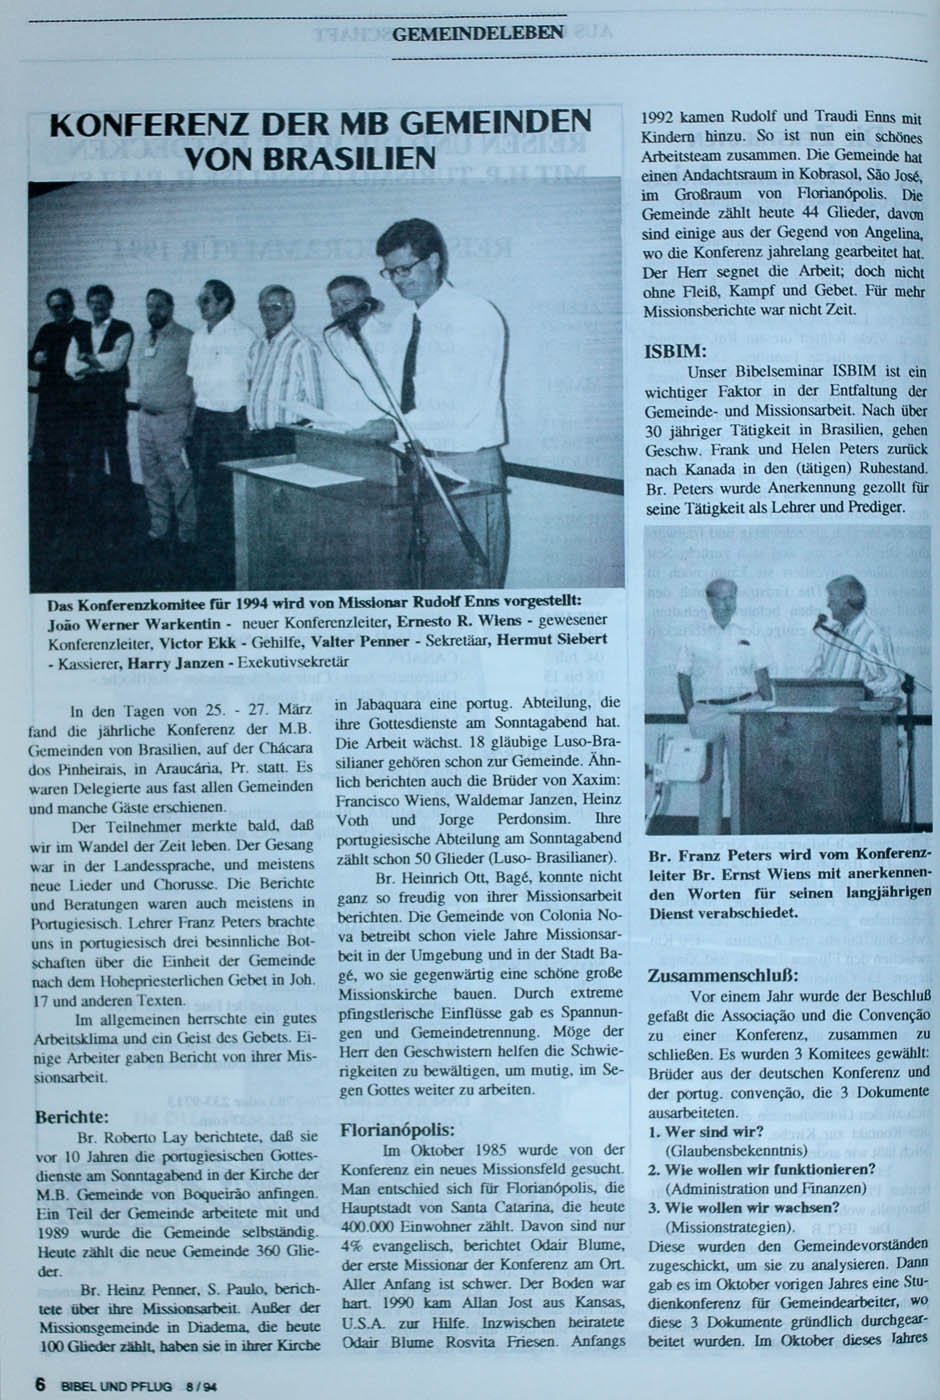 GEMEINDELEBEN
KONFERENZ DER MB GEMEINDEN
VON BRASILIEN
Das Konferenzkomitee für 1994 wird von Missionar Rudolf Enns vorgestellt:
João Werner Warkentin - neuer Konferenzleiter, Ernesto R. Wiens - gewesener
Konferenzleiter, Victor Ekk - Gehilfe, Valter Penner - Sekretäar, Hermut Siebert
- Kassierer, Harry Janzen - Exekutivsekretär
In den Tagen von 25. - 27. März
fand die jährliche Konferenz der M.B.
Gemeinden von Brasilien, auf der Chácara
dos Pinheirais, in Araucária, Pr. statt. Es
waren Delegierte aus fast allen Gemeinden
und manche Gäste erschienen.
Der Teilnehmer merkte bald, daß
wir im Wandel der Zeit leben. Der Gesang
war in der Landessprache, und meistens
neue Lieder und Chorusse. Die Berichte
und Beratungen waren auch meistens in
Portugiesisch. Lehrer Franz Peters brachte
uns in portugiesisch drei besinnliche Bot-
schaften über die Einheit der Gemeinde
nach dem Hohepriesterlichen Gebet in Joh.
17 und anderen Texten.
Im allgemeinen herrschte ein gutes
Arbeitsklima und ein Geist des Gebets. Ei-
nige Arbeiter gaben Bericht von ihrer Mis-
sionsarbeit.
Berichte:
Br. Roberto Lay berichtete, daß sie
vor 10 Jahren die portugiesischen Gottes-
dienste am Sonntagabend in der Kirche der
M.B. Gemeinde von Boqueirão anfingen.
Ein Teil der Gemeinde arbeitete mit und
1989 wurde die Gemeinde selbständig.
Heute zählt die neue Gemeinde 360 Glie-
der.
Br. Heinz Penner, S. Paulo, berich-
tete über ihre Missionsarbeit. Außer der
Missionsgemeinde in Diadema, die heute
100 Glieder zählt, haben sie in ihrer Kirche
in Jabaquara eine portug. Abteilung, die
ihre Gottesdienste am Sonntagabend hat.
Die Arbeit wächst. 18 gläubige Luso-Bra-
silianer gehören schon zur Gemeinde. Ähn-
lich berichten auch die Brüder von Xaxim:
Francisco Wiens, Waldemar Janzen, Heinz
Voth und Jorge Perdonsim. Ihre
portugiesische Abteilung am Sonntagabend
zählt schon 50 Glieder (Luso- Brasilianer).
Br. Heinrich Ott, Bagé, konnte nicht
ganz so freudig von ihrer Missionsarbeit
berichten. Die Gemeinde von Colonia No-
va betreibt schon viele Jahre Missionsar-
beit in der Umgebung und in der Stadt Ba-
gé, wo sie gegenwärtig eine schöne große
Missionskirche bauen. Durch extreme
pfingstlerische Einflüsse gab es Spannun-
gen und Gemeindetrennung. Möge der
Herr den Geschwistern helfen die Schwie-
rigkeiten zu bewältigen, um mutig, im Se-
gen Gottes weiter zu arbeiten.
Florianópolis:
Im Oktober 1985 wurde von der
Konferenz ein neues Missionsfeld gesucht.
Man entschied sich für Florianópolis, die
Hauptstadt von Santa Catarina, die heute
400.000 Einwohner zählt. Davon sind nur
4% evangelisch, berichtet Odair Blume,
der erste Missionar der Konferenz am Ort.
Aller Anfang ist schwer. Der Boden war
hart. 1990 kam Allan Jost aus Kansas,
U.S.A. zur Hilfe. Inzwischen heiratete
Odair Blume Rosvita Friesen. Anfangs
1992 kamen Rudolf und Traudi Enns mit
Kindern hinzu. So ist nun ein schönes
Arbeitsteam zusammen. Die Gemeinde hat
einen Andachtsraum in Kobrasol, São José,
im Großraum von Florianópolis. Die
Gemeinde zählt heute 44 Glieder, davon
sind einige aus der Gegend von Angelina,
wo die Konferenz jahrelang gearbeitet hat.
Der Herr segnet die Arbeit; doch nicht
ohne Fleiß, Kampf und Gebet. Für mehr
Missionsberichte war nicht Zeit.
ISBIM:
Unser Bibelseminar ISBIM ist ein
wichtiger Faktor in der Entfaltung der
Gemeinde- und Missionsarbeit. Nach über
30 jähriger Tätigkeit in Brasilien, gehen
Geschw. Frank und Helen Peters zurück
nach Kanada in den (tätigen) Ruhestand.
Br. Peters wurde Anerkennung gezollt für
seine Tätigkeit als Lehrer und Prediger.
Br. Franz Peters wird vom Konferenz-
leiter Br. Ernst Wiens mit anerkennen-
den Worten für seinen langjährigen
Dienst verabschiedet.
Zusammenschluß:
Vor einem Jahr wurde der Beschluß
gefaßt die Associação und die Convenção
zu einer Konferenz, zusammen zu
schließen. Es wurden 3 Komitees gewählt:
Brüder aus der deutschen Konferenz und
der portug. convenção, die 3 Dokumente
ausarbeiteten.
1. Wer sind wir?
(Glaubensbekenntnis)
2. Wie wollen wir funktionieren?
(Administration und Finanzen)
3. Wie wollen wir wachsen?
(Missionstrategien).
Diese wurden den Gemeindevorständen
zugeschickt, um sie zu analysieren. Dann
gab es im Oktober vorigen Jahres eine Stu-
dienkonferenz für Gemeindearbeiter, wo
diese 3 Dokumente gründlich durchgear-
beitet wurden. Im Oktober dieses Jahres
6 BIBEL UND PFLUG 8/94